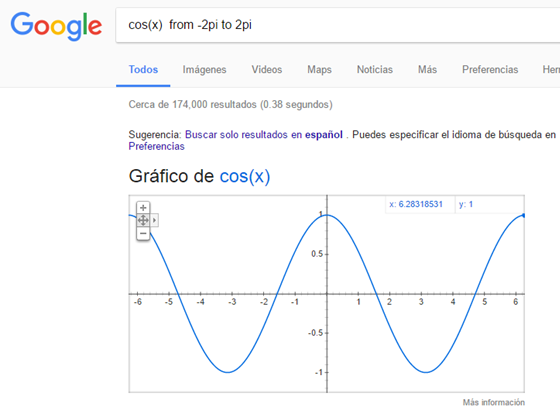 Google
cos(x)  from -2pi to 2pi
Todos Imágenes Videos Maps Noticias Más Preferencias
Cerca de 174,000 resultados (0.38 segundos)
Sugerencia: Buscar solo resultados en español . Puedes especificar el idioma de búsqueda en
Preferencias
Gráfico de cos(x)
x: 6.28318531 y: 1
1
0.5
-6 -5 -4 -3 -2 -1 1 2 3 4 5 6
-0.5
-1
Más información